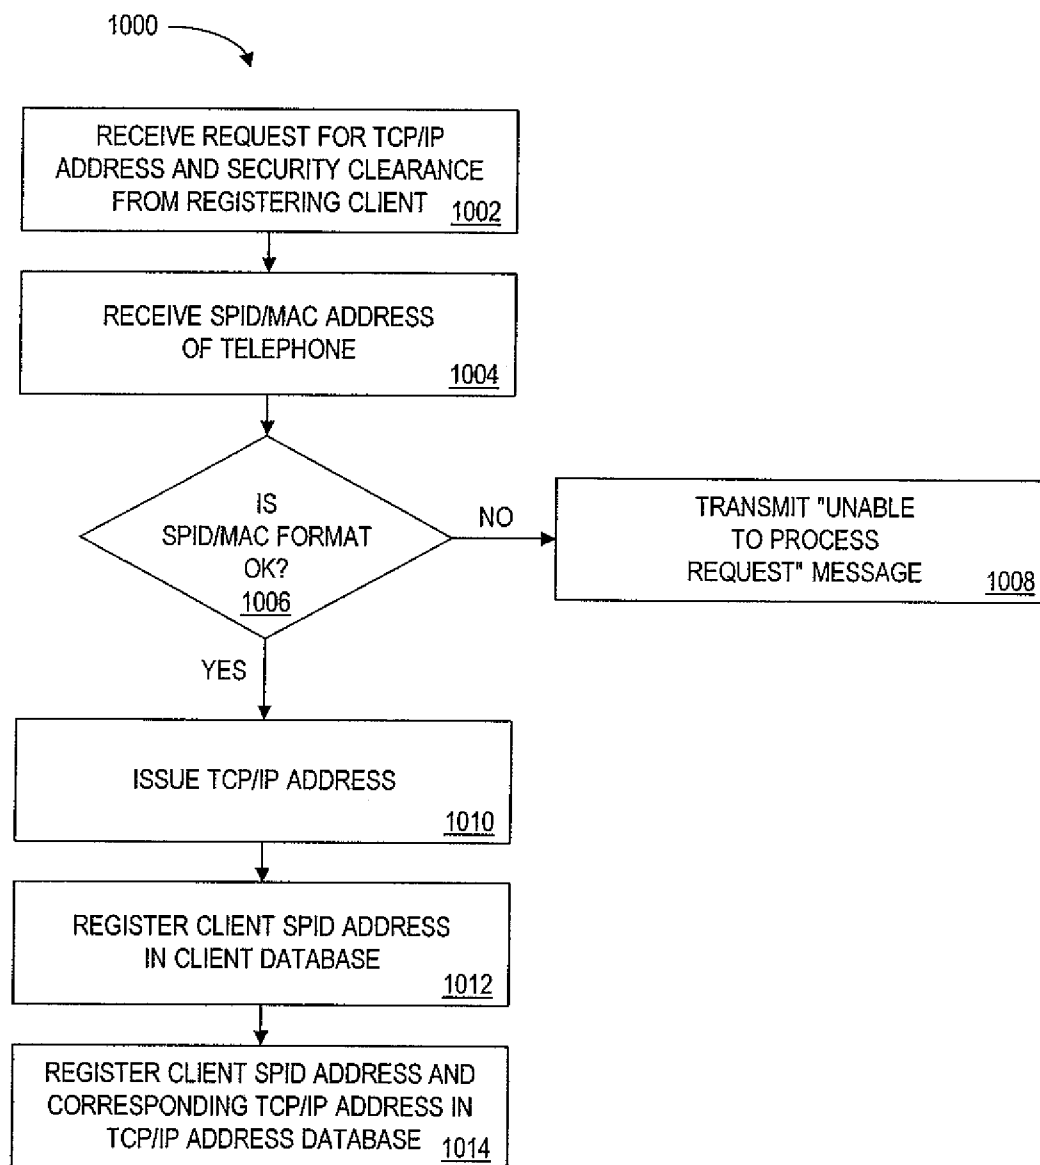 1000
RECEIVE REQUEST FOR TCP/IP
ADDRESS AND SECURITY CLEARANCE
FROM REGISTERING CLIENT
1002
RECEIVE SPID/MAC ADDRESS
OF TELEPHONE
1004
IS
SPID/MAC FORMAT
OK?
1006
NO
TRANSMIT "UNABLE
TO PROCESS
REQUEST" MESSAGE
1008
YES
ISSUE TCP/IP ADDRESS
1010
REGISTER CLIENT SPID ADDRESS
IN CLIENT DATABASE
1012
REGISTER CLIENT SPID ADDRESS AND
CORRESPONDING TCP/IP ADDRESS IN
TCP/IP ADDRESS DATABASE
1014